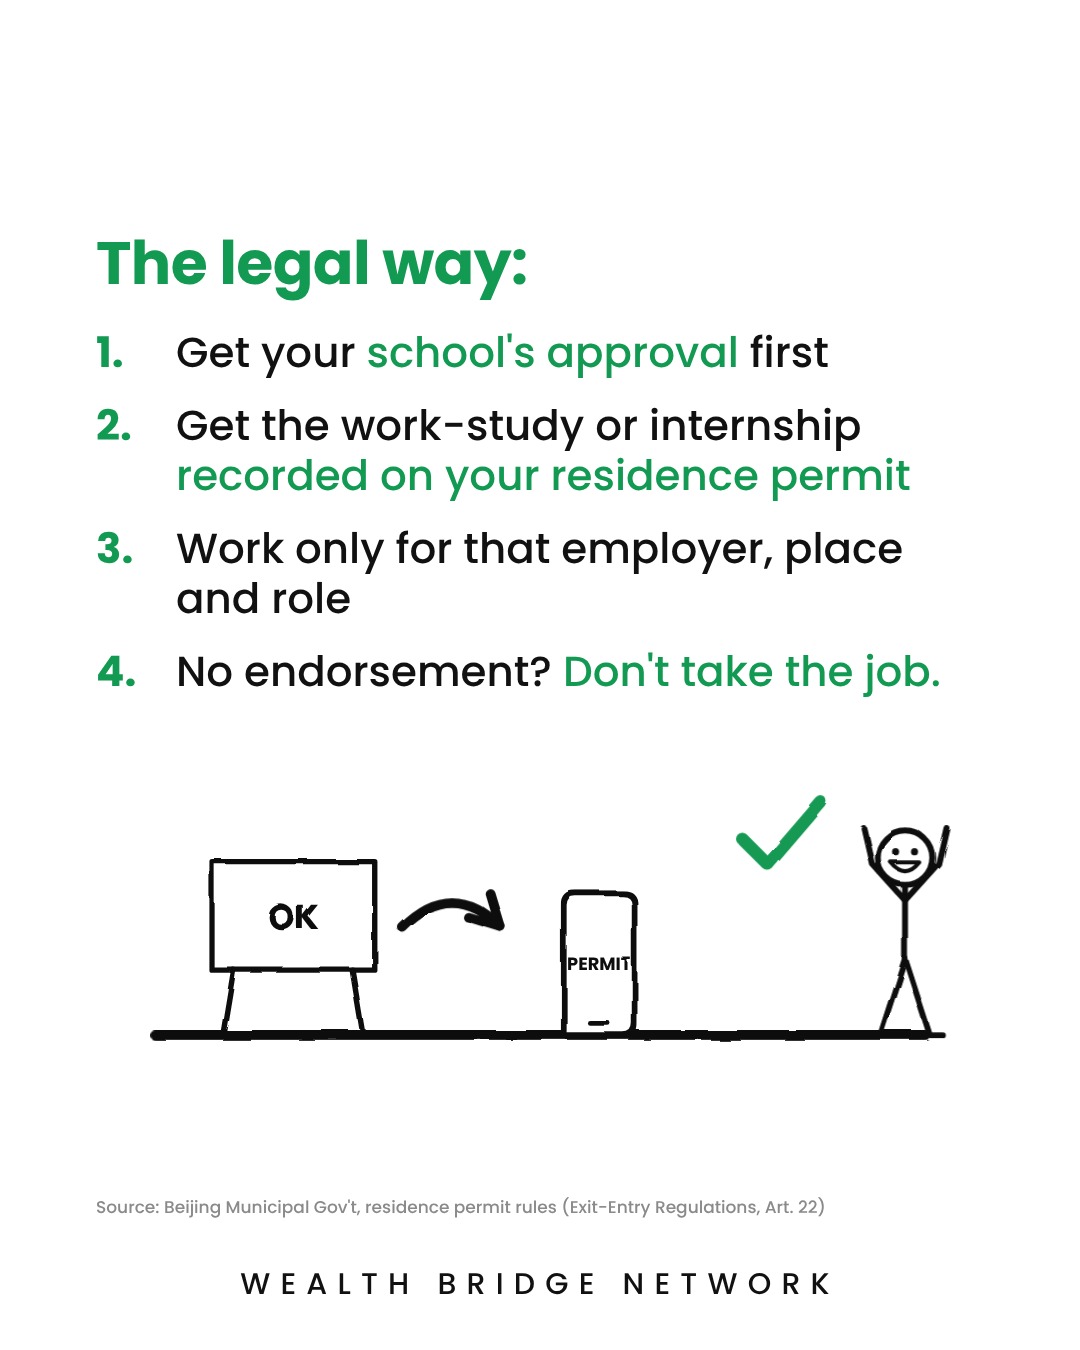 The legal way:
1. Get your school's approval first
2. Get the work-study or internship
recorded on your residence permit
3. Work only for that employer, place
and role
4. No endorsement? Don't take the job.
OK
PERMIT
Source: Beijing Municipal Gov't, residence permit rules (Exit-Entry Regulations, Art. 22)
WEALTH BRIDGE NETWORK